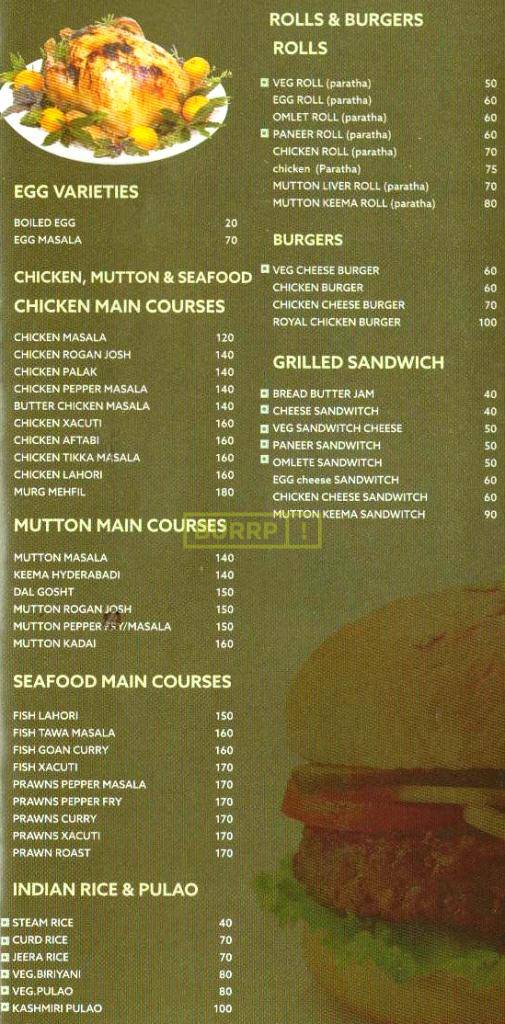 EGG VARIETIES
BOILED EGG 20
EGG MASALA 70
CHICKEN, MUTTON & SEAFOOD
CHICKEN MAIN COURSES
CHICKEN MASALA 120
CHICKEN ROGAN JOSH 140
CHICKEN PALAK 140
CHICKEN PEPPER MASALA 140
BUTTER CHICKEN MASALA 140
CHICKEN XACUTI 160
CHICKEN AFTABI 160
CHICKEN TIKKA MASALA 160
CHICKEN LAHORI 160
MURG MEHFIL 180
MUTTON MAIN COURSES
MUTTON MASALA 140
KEEMA HYDERABADI 140
DAL GOSHT 150
MUTTON ROGAN JOSH 150
MUTTON PEPPER FRY/MASALA 150
MUTTON KADAI 160
SEAFOOD MAIN COURSES
FISH LAHORI 150
FISH TAWA MASALA 160
FISH GOAN CURRY 160
FISH XACUTI 170
PRAWNS PEPPER MASALA 170
PRAWNS PEPPER FRY 170
PRAWNS CURRY 170
PRAWNS XACUTI 170
PRAWN ROAST 170
INDIAN RICE & PULAO
STEAM RICE 40
CURD RICE 70
JEERA RICE 70
VEG.BIRIYANI 80
VEG.PULAO 80
KASHMIRI PULAO 100
ROLLS & BURGERS
ROLLS
VEG ROLL (paratha) 50
EGG ROLL (paratha) 60
OMLET ROLL (paratha) 60
PANEER ROLL (paratha) 60
CHICKEN ROLL (paratha) 70
chicken (Paratha) 75
MUTTON LIVER ROLL (paratha) 70
MUTTON KEEMA ROLL (paratha) 80
BURGERS
VEG CHEESE BURGER 60
CHICKEN BURGER 60
CHICKEN CHEESE BURGER 70
ROYAL CHICKEN BURGER 100
GRILLED SANDWICH
BREAD BUTTER JAM 40
CHEESE SANDWITCH 40
VEG SANDWITCH CHEESE 50
PANEER SANDWITCH 50
OMLETE SANDWITCH 50
EGG cheese SANDWITCH 60
CHICKEN CHEESE SANDWITCH 60
MUTTON KEEMA SANDWITCH 90
BURRP!